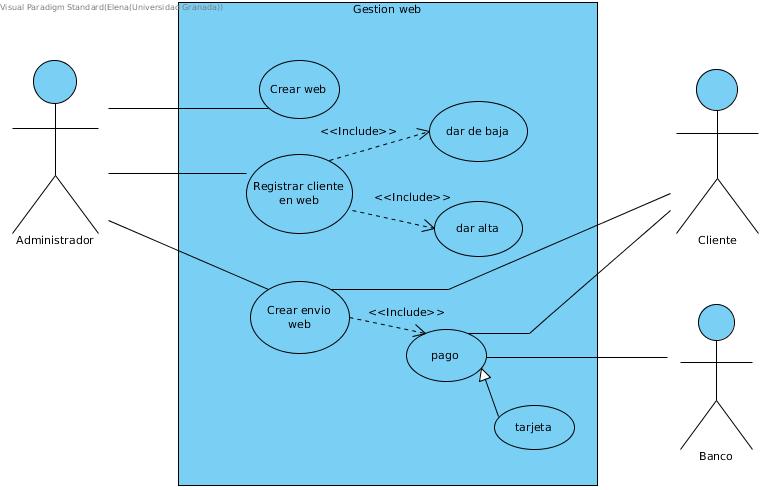 Visual Paradigm Standard(Elena(Universidad Granada))
Gestion web
Crear web
<<Include>>
dar de baja
Registrar cliente
en web
<<Include>>
dar alta
Administrador
Cliente
Crear envio
web
<<Include>>
pago
tarjeta
Banco